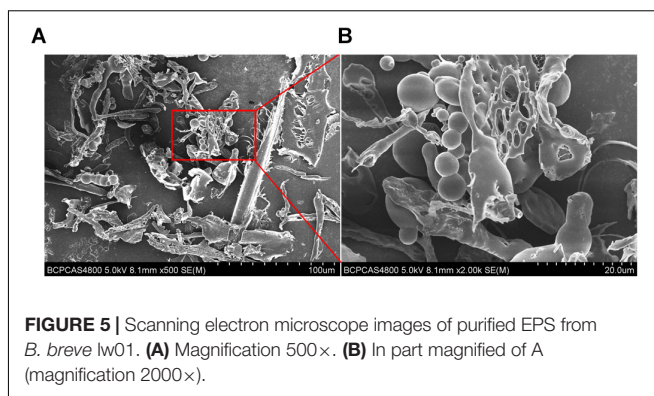 A B
BCPCAS4800 5.0kV 8.1mm x500 SE(M) 100um
BCPCAS4800 5.0kV 8.1mm x2.00k SE(M) 20.0um
FIGURE 5 | Scanning electron microscope images of purified EPS from
B. breve lw01. (A) Magnification 500×. (B) In part magnified of A
(magnification 2000×).